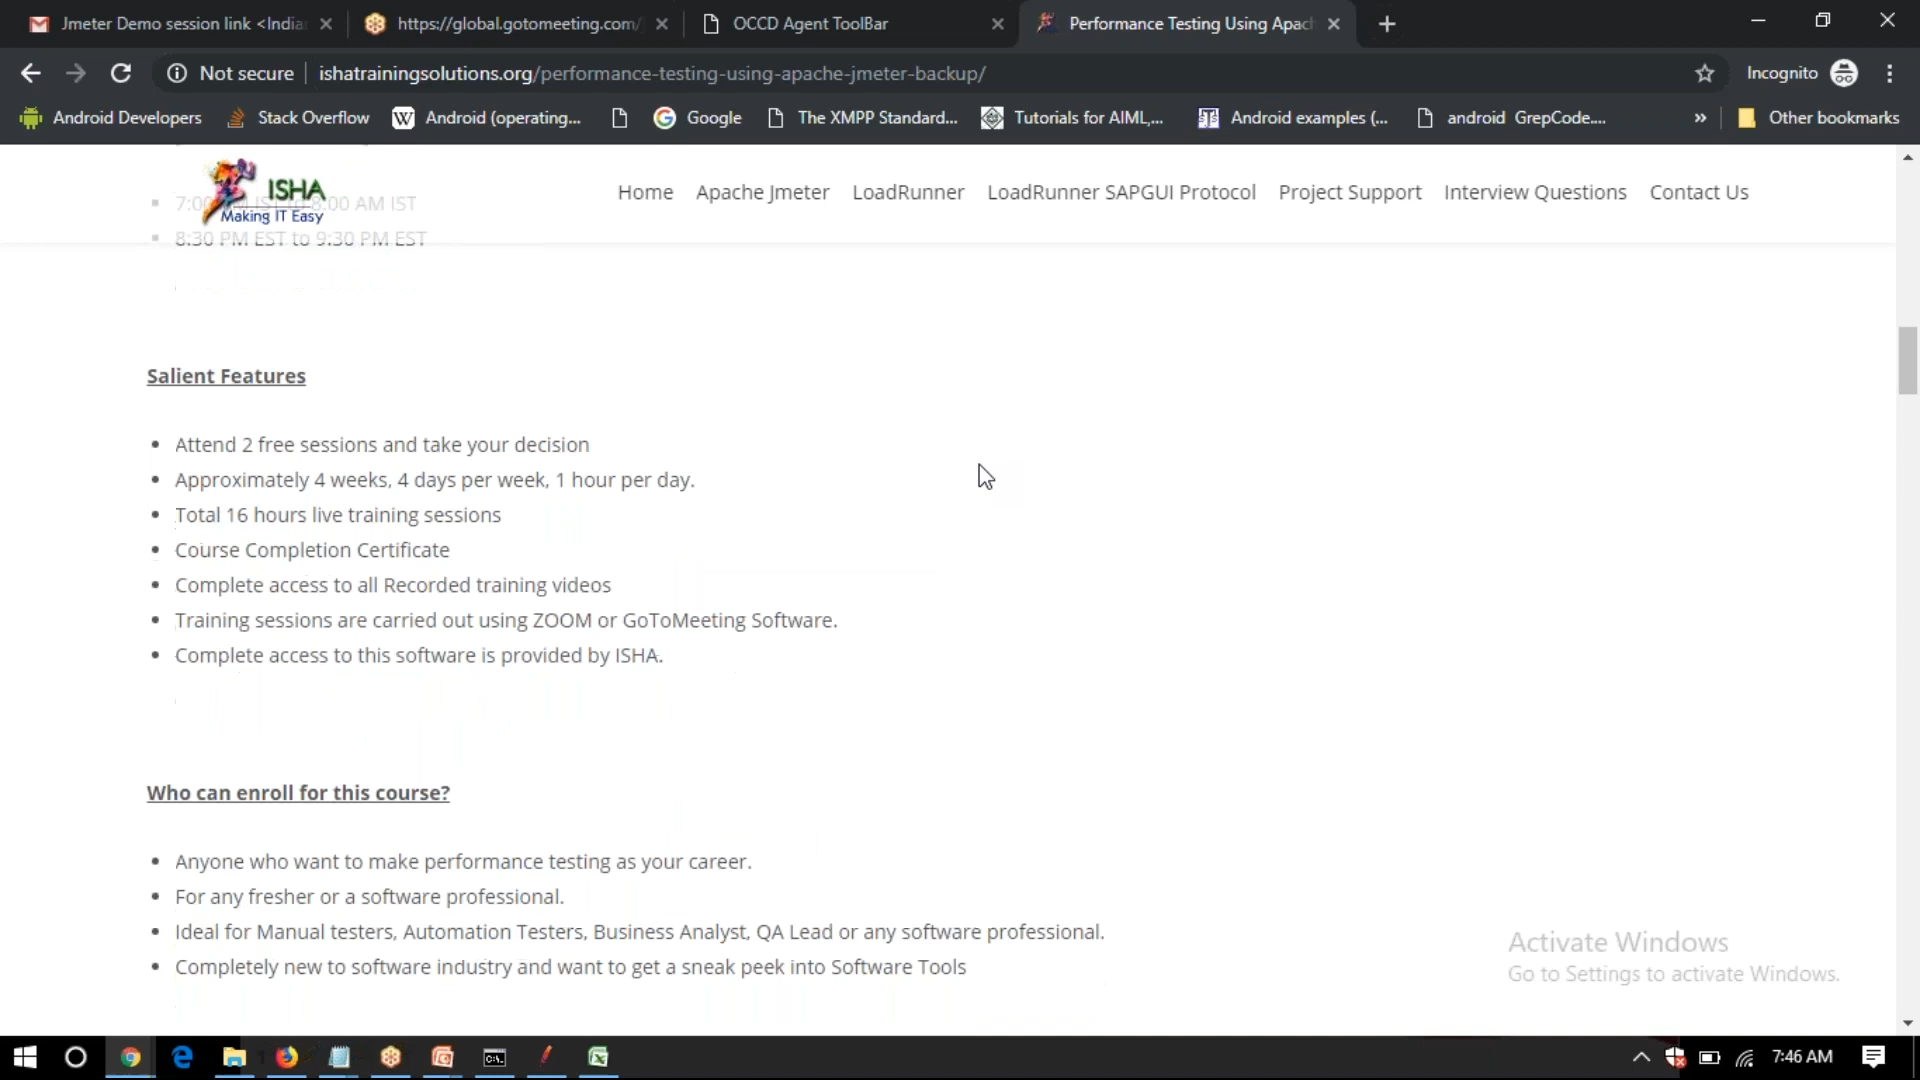 Jmeter Demo session link <India
https://global.gotomeeting.com/
OCCD Agent ToolBar
Performance Testing Using Apac
Not secure
ishatrainingsolutions.org/performance-testing-using-apache-jmeter-backup/
Incognito
Android Developers
Stack Overflow
Android (operating...
Google
The XMPP Standard...
Tutorials for AIML,...
Android examples (...
android GrepCode....
»
Other bookmarks
ISHA
Making IT Easy
Home
Apache Jmeter
LoadRunner
LoadRunner SAPGUI Protocol
Project Support
Interview Questions
Contact Us
8:00 AM IST
8:30 PM EST to 9:30 PM EST
Salient Features
Attend 2 free sessions and take your decision
Approximately 4 weeks, 4 days per week, 1 hour per day.
Total 16 hours live training sessions
Course Completion Certificate
Complete access to all Recorded training videos
Training sessions are carried out using ZOOM or GoToMeeting Software.
Complete access to this software is provided by ISHA.
Who can enroll for this course?
Anyone who want to make performance testing as your career.
For any fresher or a software professional.
Ideal for Manual testers, Automation Testers, Business Analyst, QA Lead or any software professional.
Completely new to software industry and want to get a sneak peek into Software Tools
Activate Windows
Go to Settings to activate Windows.
7:46 AM